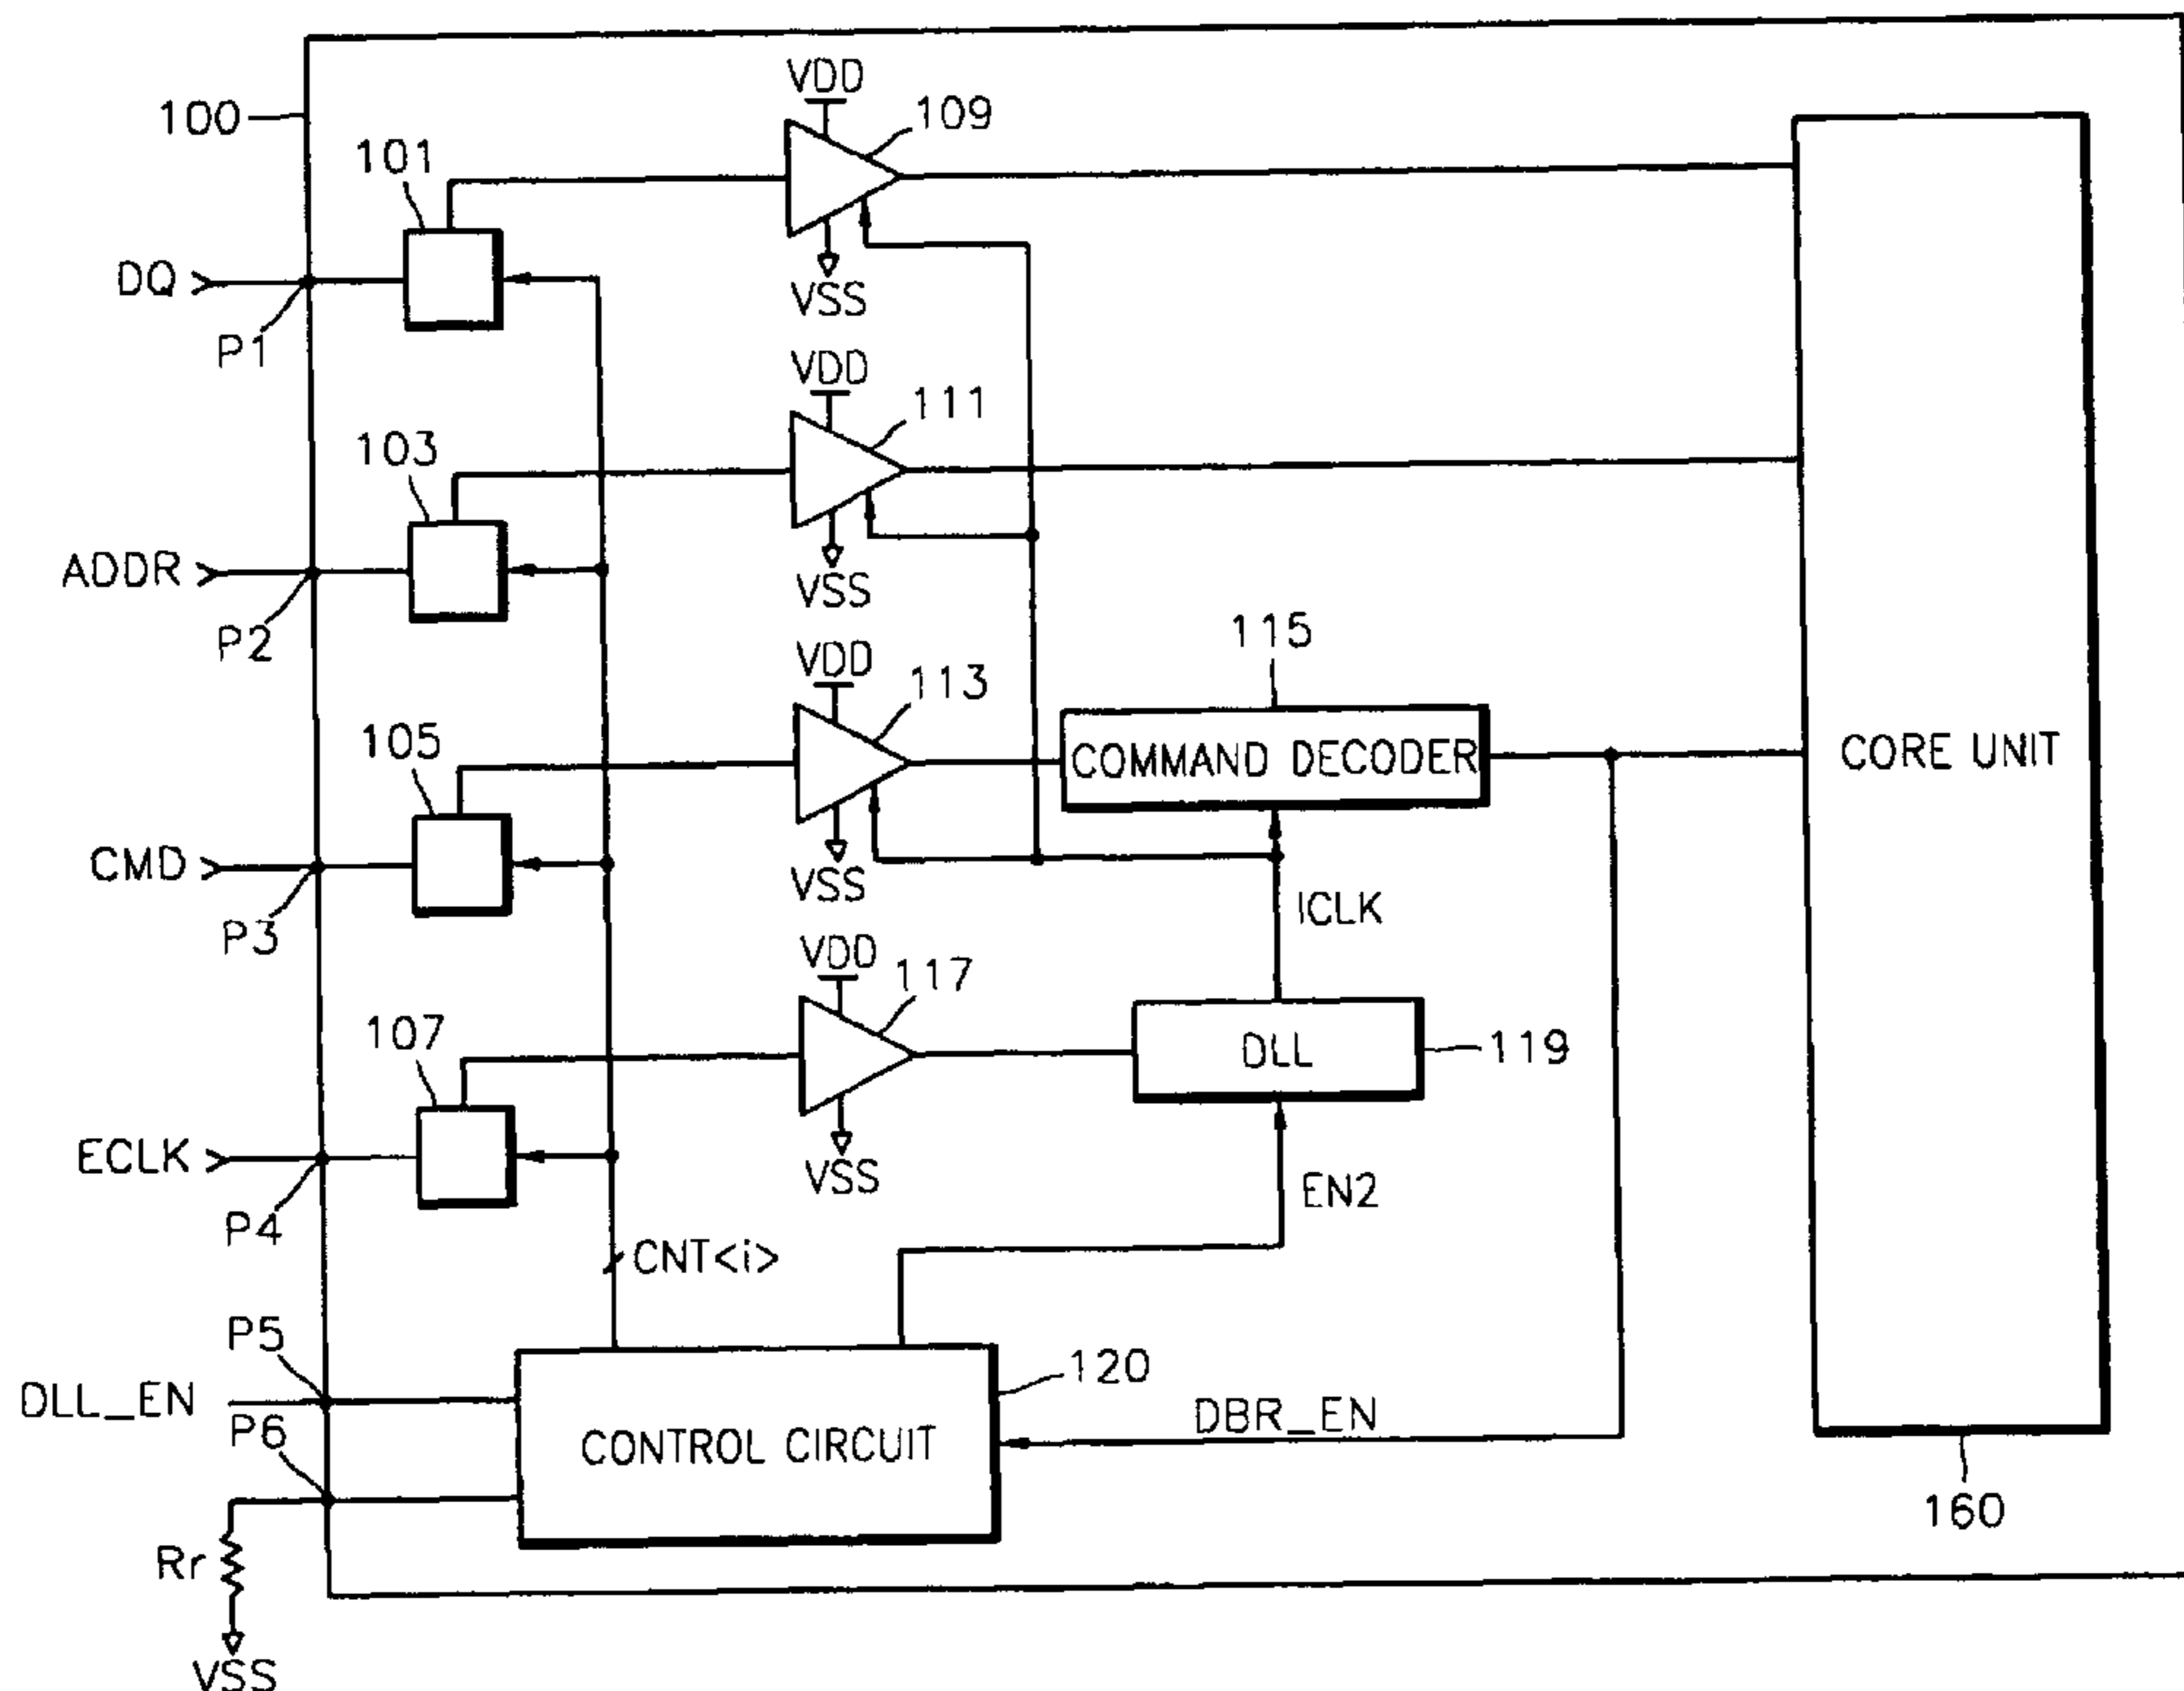 100
VDD
109
101
DQ
VSS
P1
VDD
111
103
ADDR
VSS
P2
115
VDD
113
105
COMMAND DECODER
CORE UNIT
CMD
VSS
P3
ICLK
VDD
117
107
DLL
119
ECLK
VSS
EN2
P4
CNT<i>
P5
120
DLL_EN
DBR_EN
P6
CONTROL CIRCUIT
160
Rr
VSS